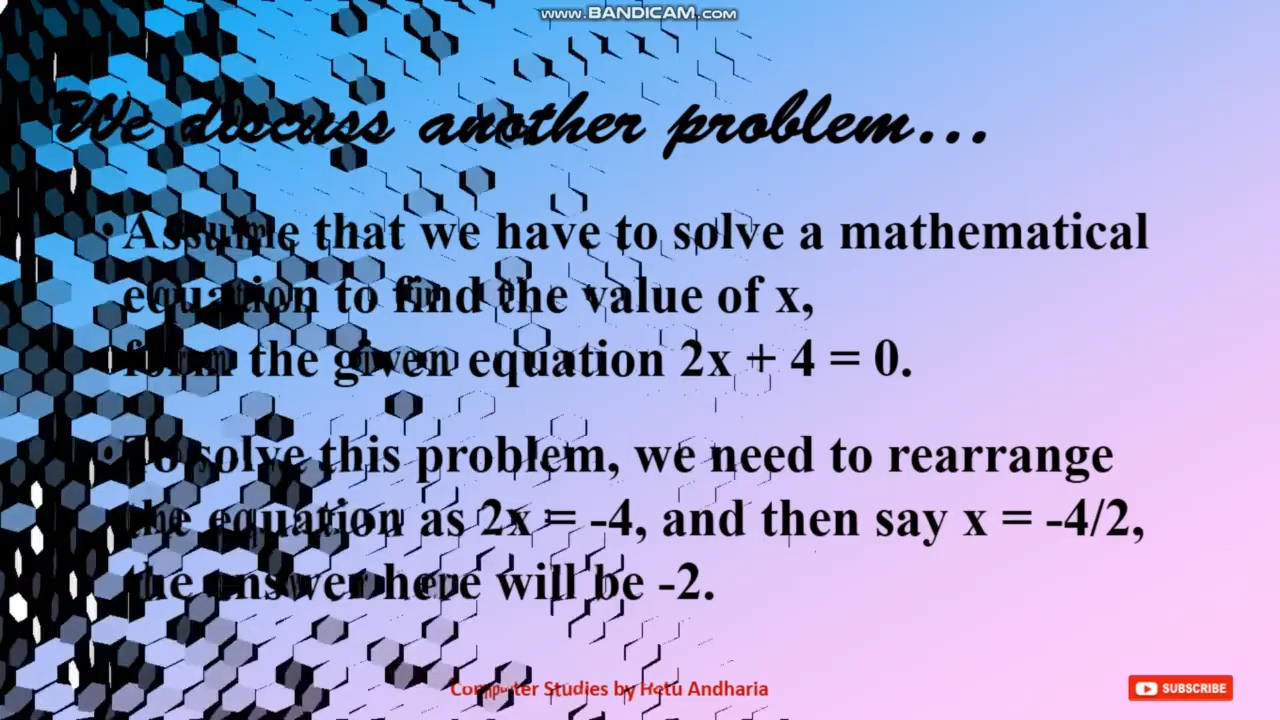 www.BANDICAM.com
We discuss another problem...
• Assume that we have to solve a mathematical
equation to find the value of x,
form the given equation 2x + 4 = 0.
• To solve this problem, we need to rearrange
the equation as 2x = -4, and then say x = -4/2,
the answer here will be -2.
Computer Studies by Hetu Andharia
SUBSCRIBE